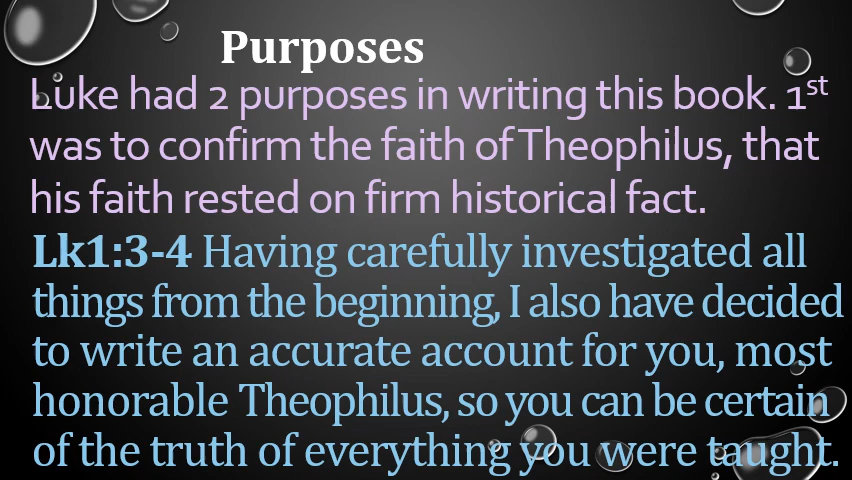 Purposes
Luke had 2 purposes in writing this book. 1st
was to confirm the faith of Theophilus, that
his faith rested on firm historical fact.
Lk1:3-4 Having carefully investigated all
things from the beginning, I also have decided
to write an accurate account for you, most
honorable Theophilus, so you can be certain
of the truth of everything you were taught.